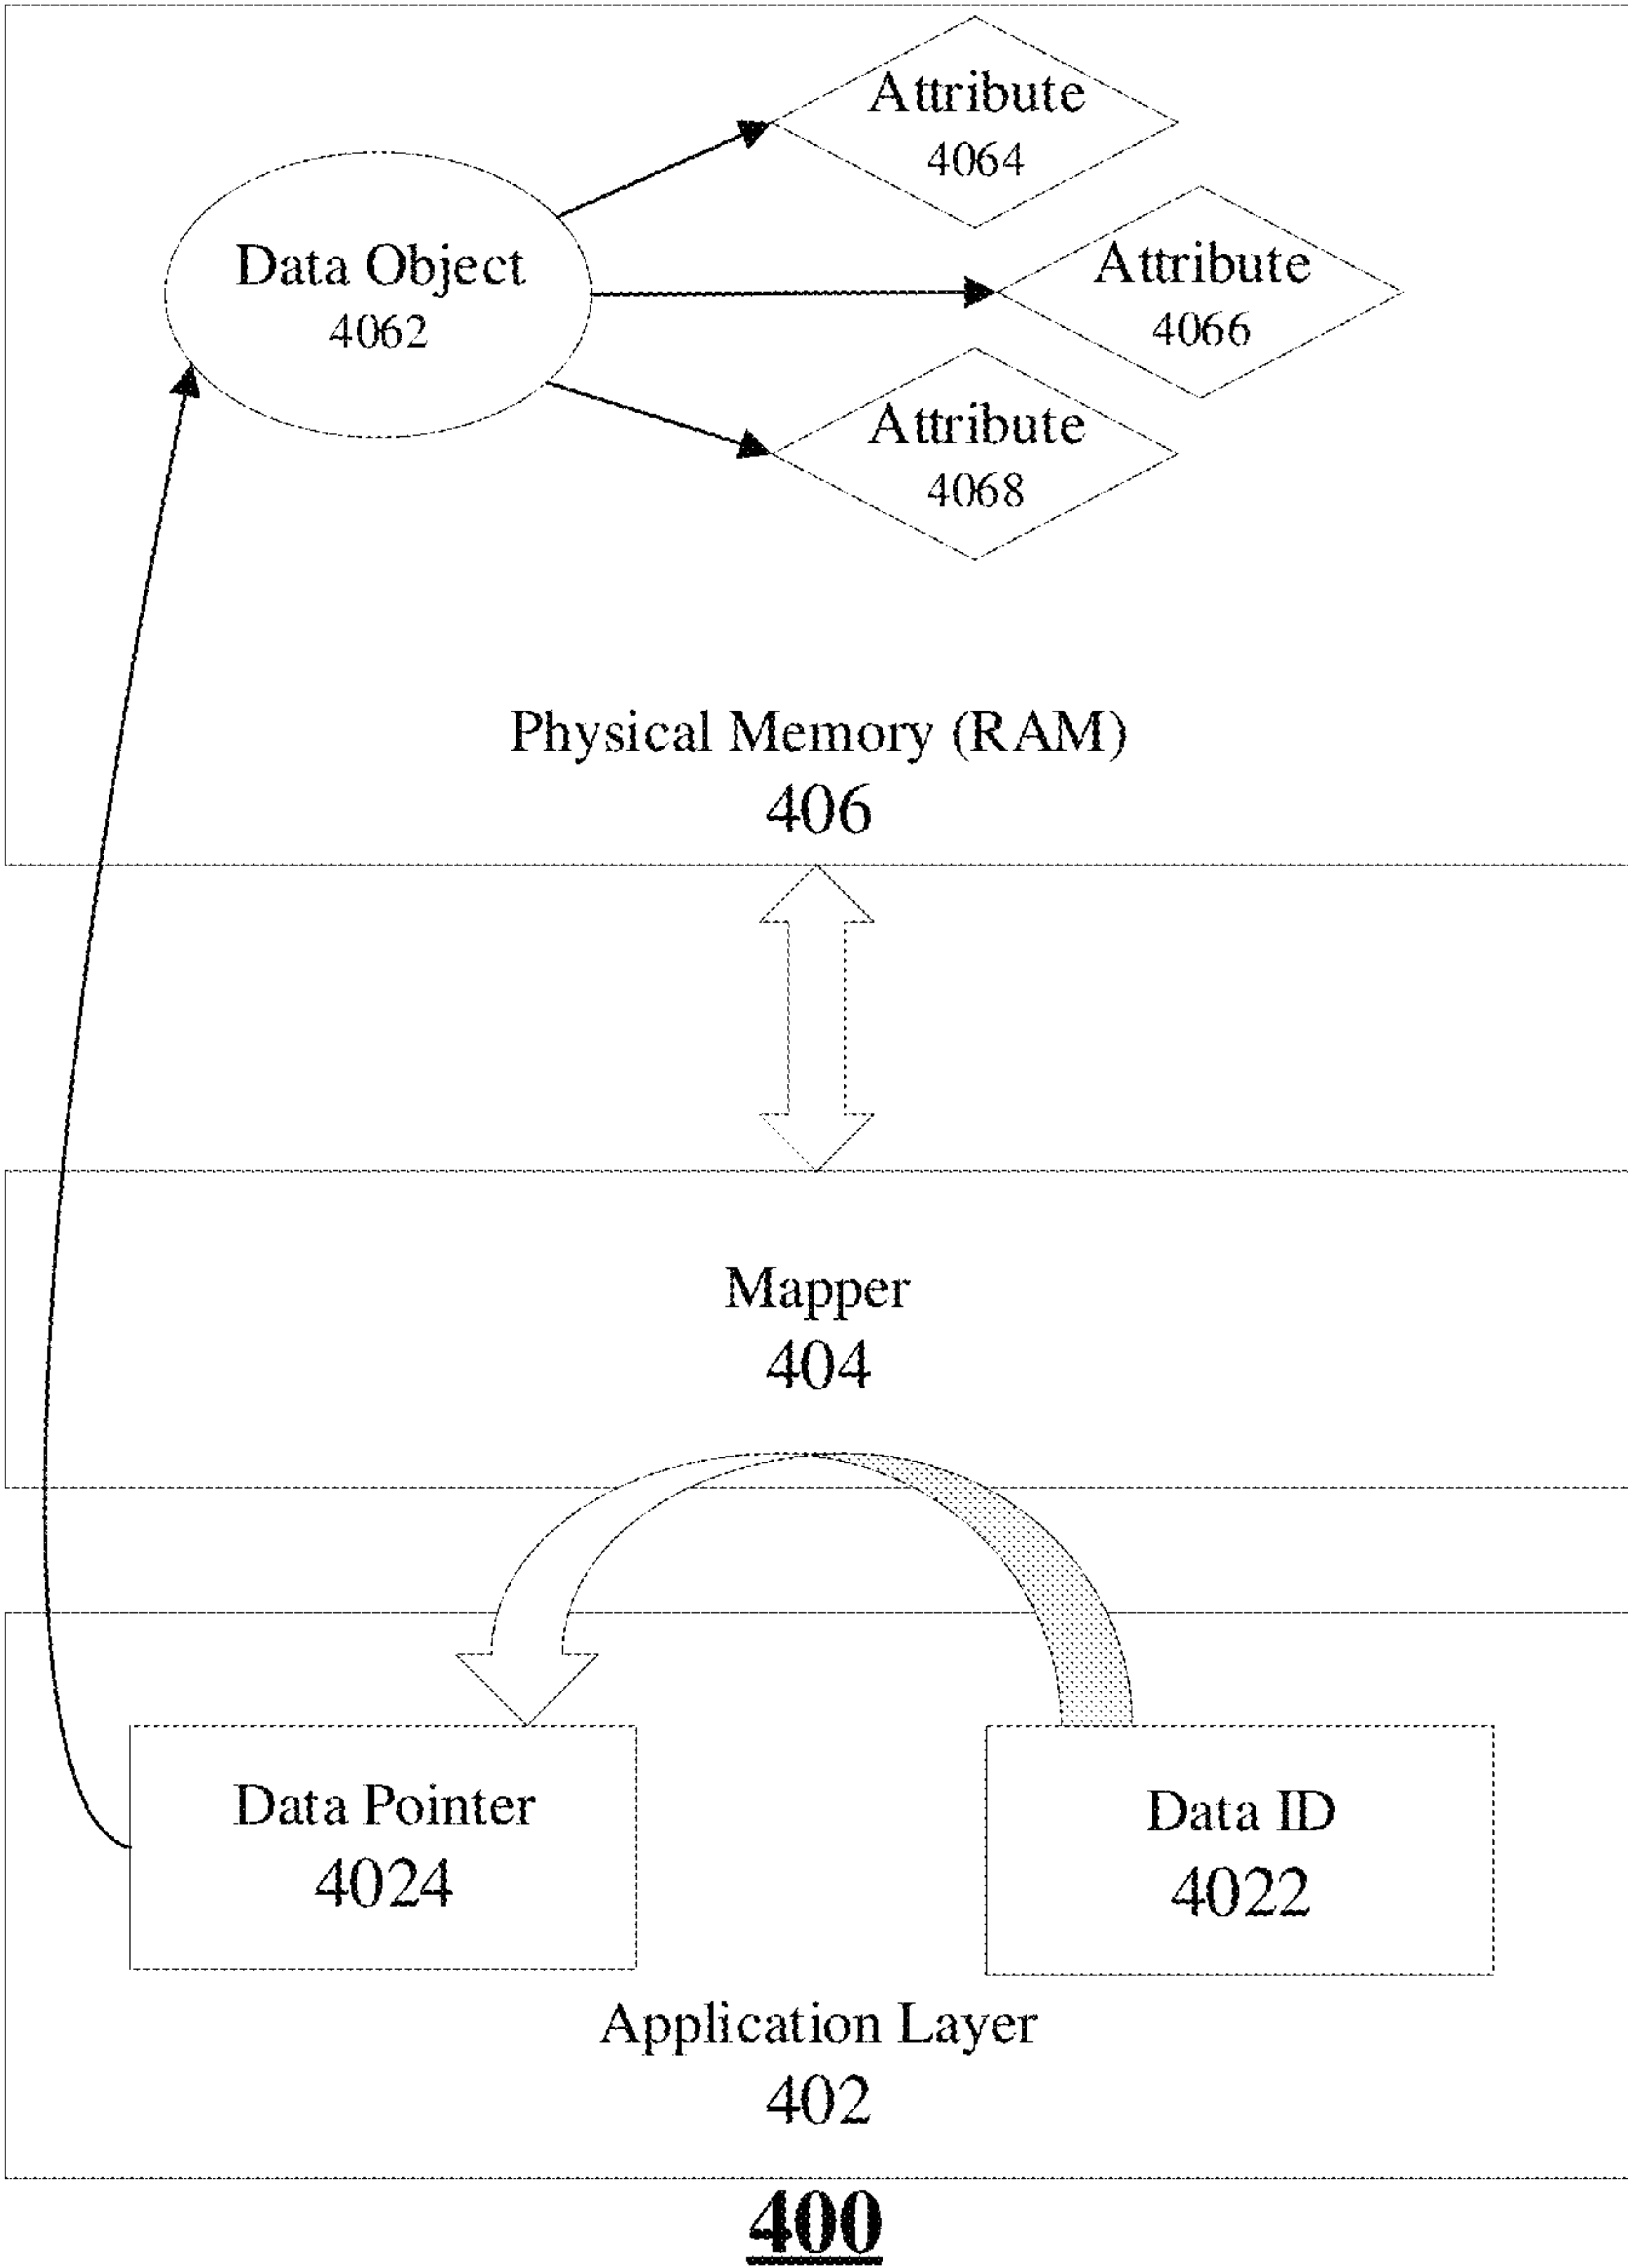 Attribute
4064
Data Object
4062
Attribute
4066
Attribute
4068
Physical Memory (RAM)
406
Mapper
404
Data Pointer
4024
Data ID
4022
Application Layer
402
400